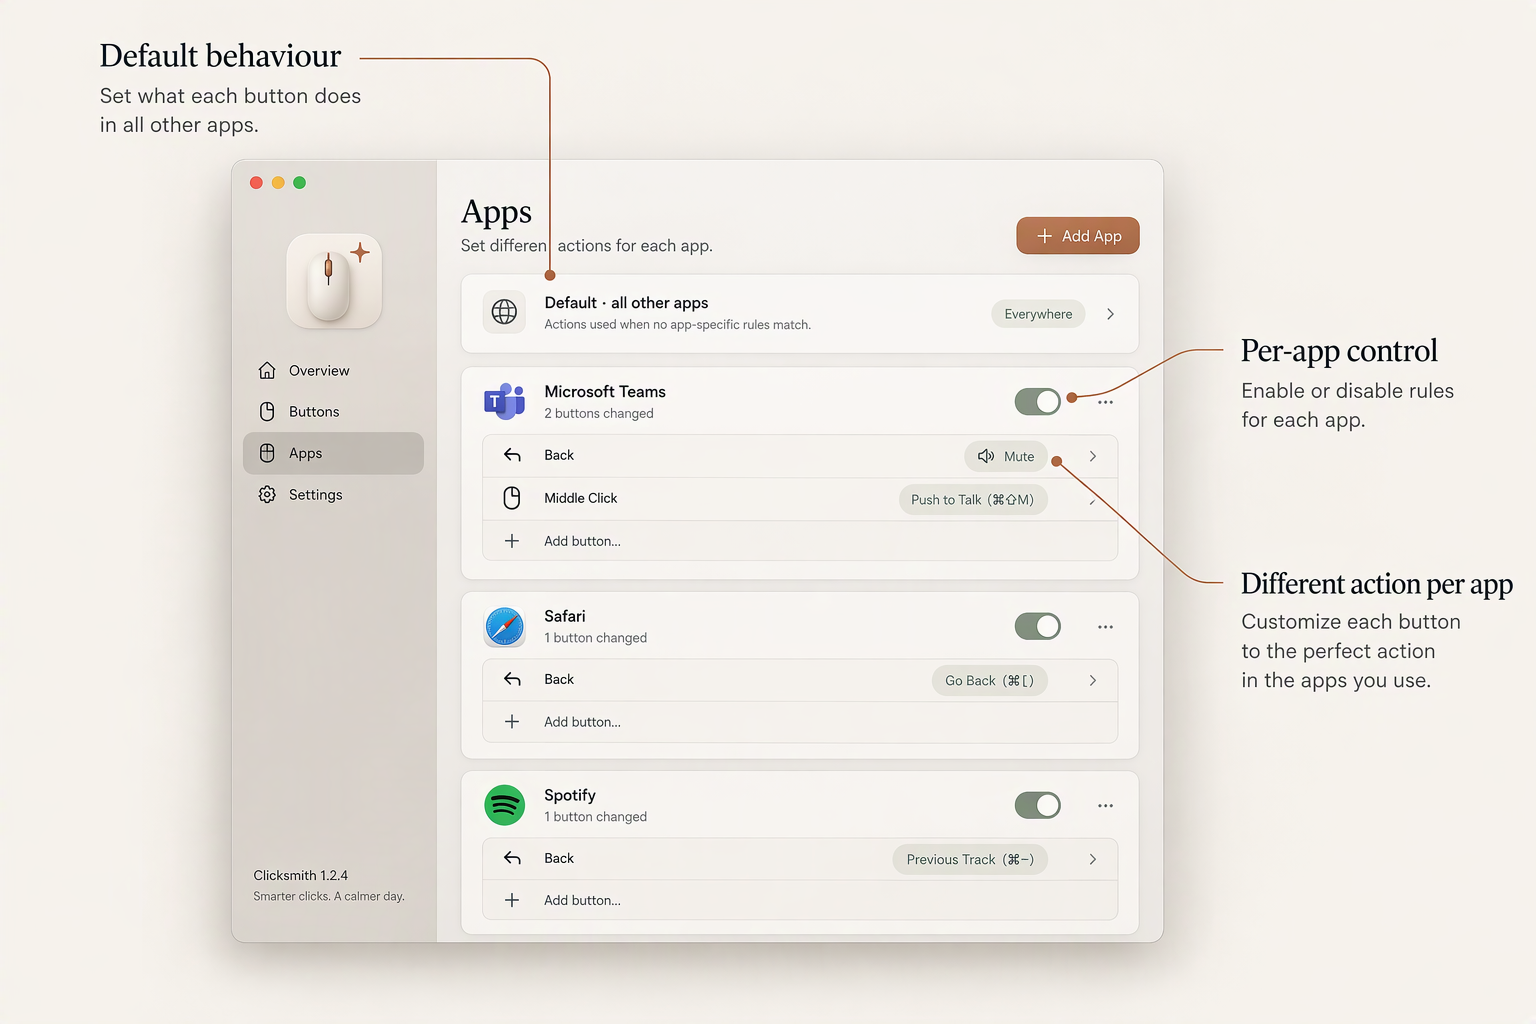 Default behaviour
Set what each button does
in all other apps.
Apps
Set differen actions for each app.
+ Add App
Default · all other apps
Actions used when no app-specific rules match.
Everywhere
Overview
Buttons
Apps
Settings
Microsoft Teams
2 buttons changed
T
Back
Mute
Middle Click
Push to Talk (⌘⇧M)
+ Add button...
Safari
1 button changed
Back
Go Back (⌘[)
+ Add button...
Spotify
1 button changed
Back
Previous Track (⌘–)
+ Add button...
Clicksmith 1.2.4
Smarter clicks. A calmer day.
Per-app control
Enable or disable rules
for each app.
Different action per app
Customize each button
to the perfect action
in the apps you use.